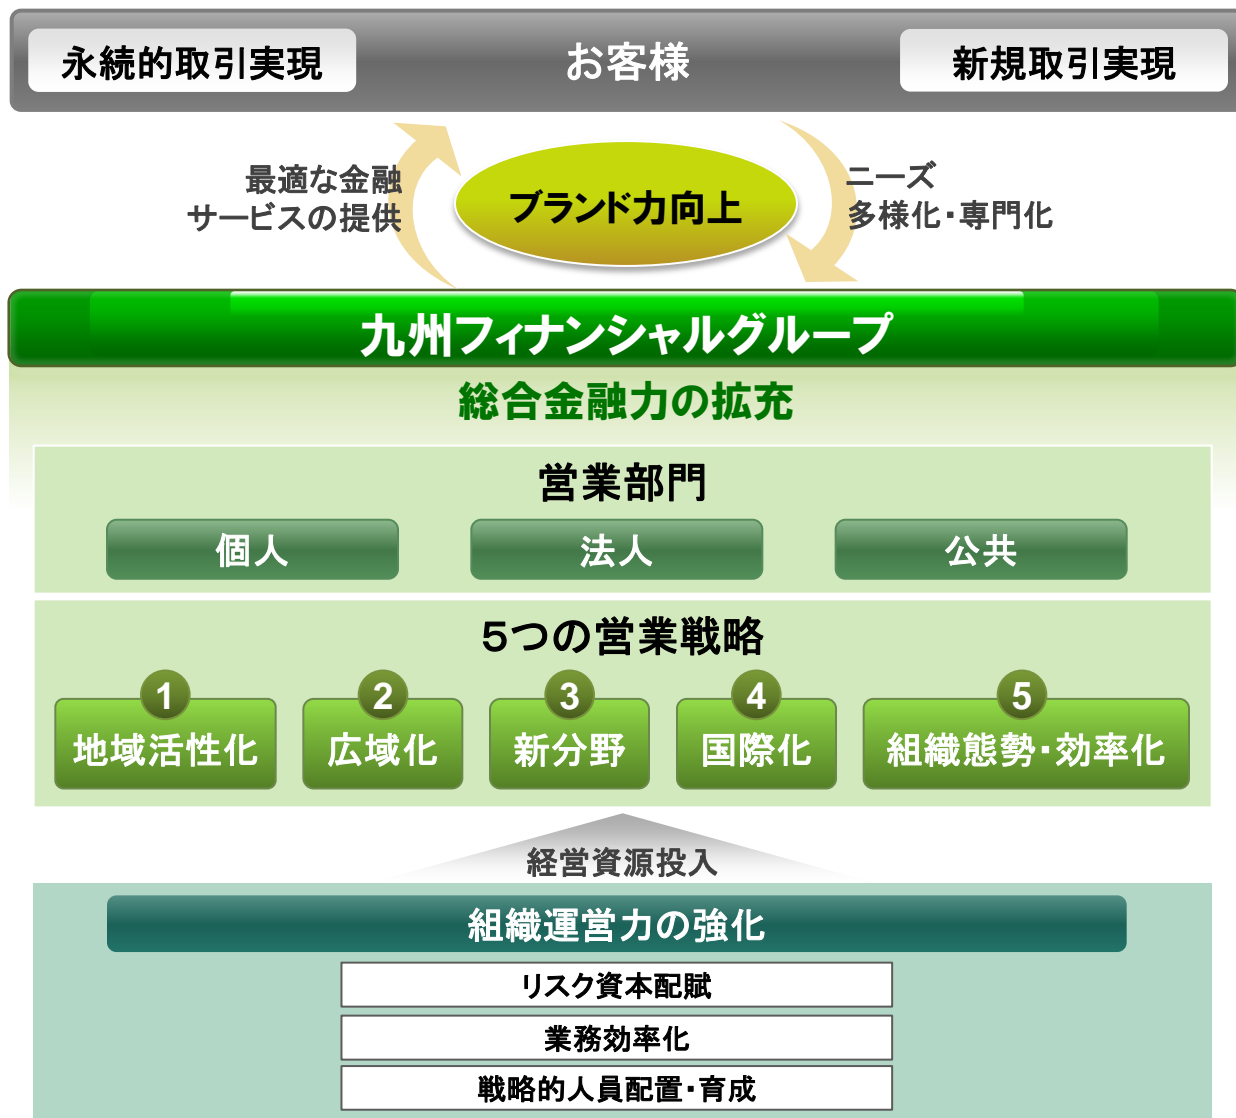 永続的取引実現
お客様
新規取引実現
最適な金融
サービスの提供
ブランド力向上
ニーズ
多様化・専門化
九州フィナンシャルグループ
総合金融力の拡充
営業部門
個人
法人
公共
５つの営業戦略
1
地域活性化
2
広域化
3
新分野
4
国際化
5
組織態勢・効率化
経営資源投入
組織運営力の強化
リスク資本配賦
業務効率化
戦略的人員配置・育成